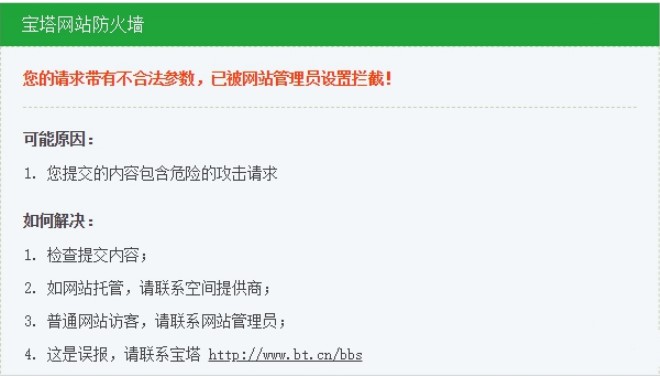 宝塔网站防火墙
您的请求带有不合法参数，已被网站管理员设置拦截!
可能原因：
1. 您提交的内容包含危险的攻击请求
如何解决：
1. 检查提交内容;
2. 如网站托管，请联系空间提供商;
3. 普通网站访客，请联系网站管理员;
4. 这是误报，请联系宝塔 http://www.bt.cn/bbs